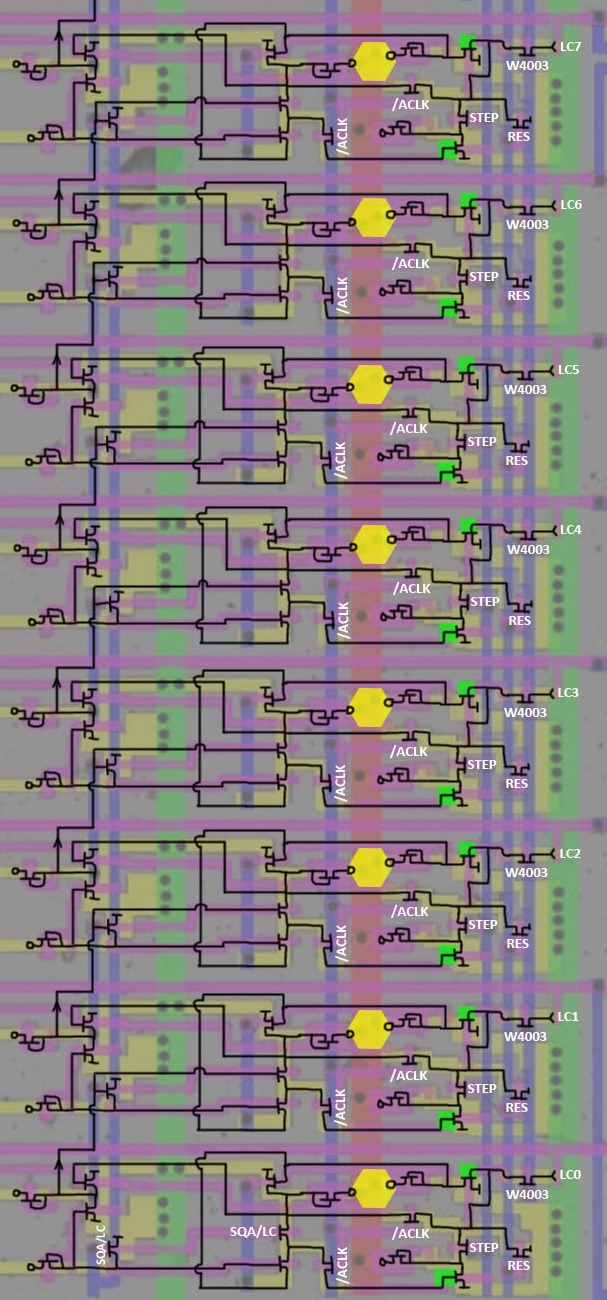 LC7
W4003
/ACLK
STEP
/ACLK
RES
LC6
W4003
/ACLK
STEP
/ACLK
RES
LC5
W4003
/ACLK
STEP
/ACLK
RES
LC4
W4003
/ACLK
STEP
/ACLK
RES
LC3
W4003
/ACLK
STEP
/ACLK
RES
LC2
W4003
/ACLK
STEP
/ACLK
RES
LC1
W4003
/ACLK
STEP
/ACLK
RES
LC0
W4003
SQA/LC
SQA/LC
/ACLK
STEP
/ACLK
RES